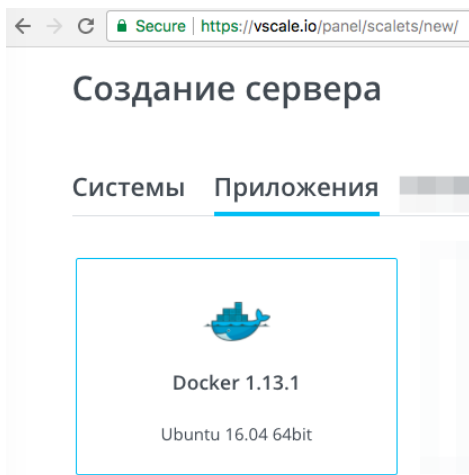 Secure | https://vscale.io/panel/scalets/new/
Создание сервера
Системы Приложения
Docker 1.13.1
Ubuntu 16.04 64bit